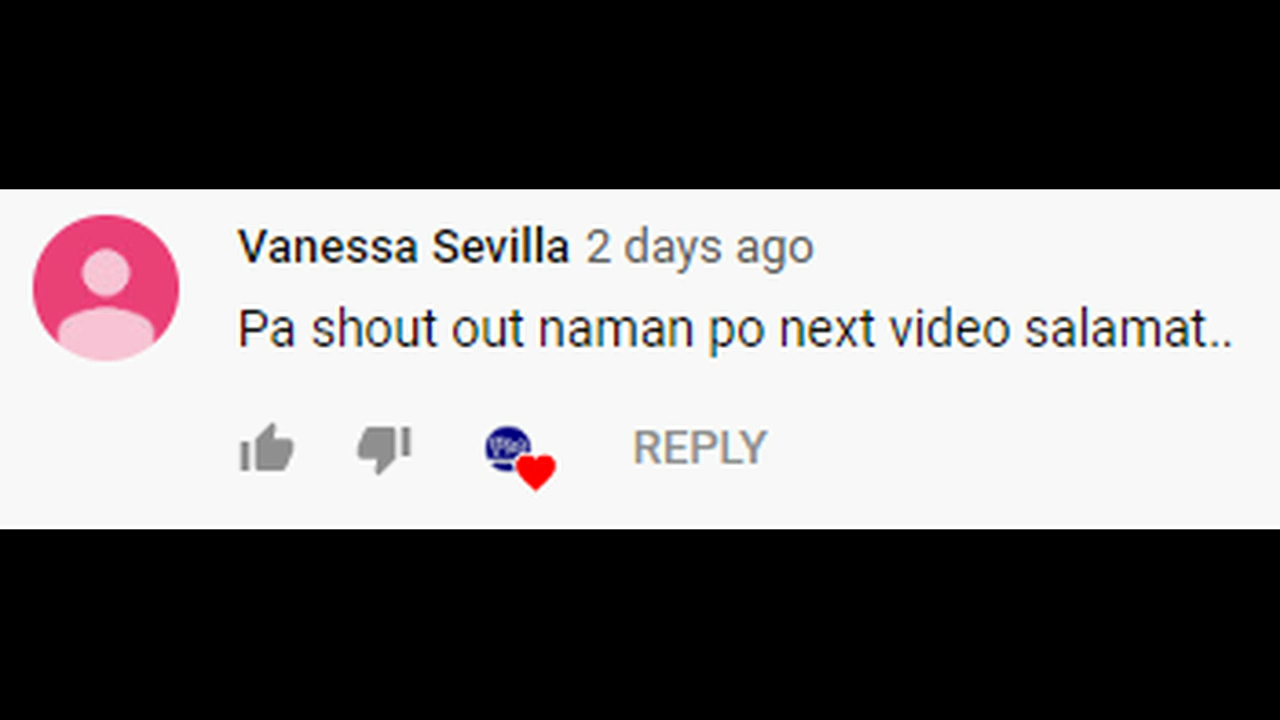 Vanessa Sevilla 2 days ago
Pa shout out naman po next video salamat..
REPLY